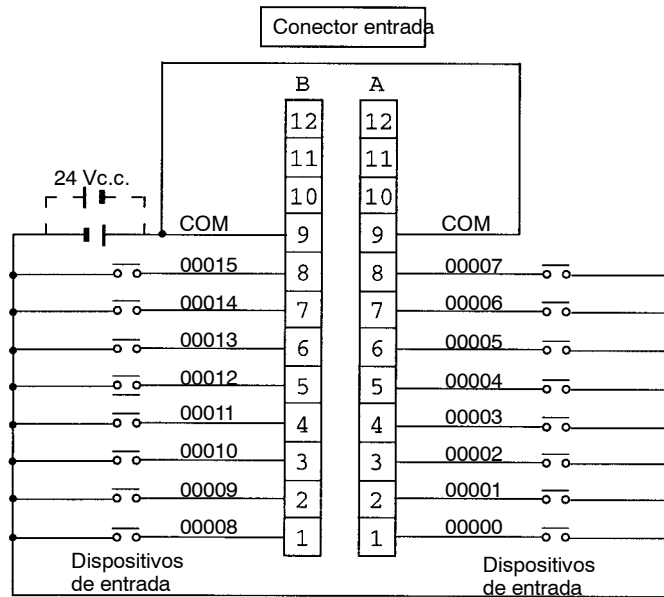 Conector entrada
B A
12 12
11 11
24 Vc.c.
10 10
COM 9 9 COM
00015 8 8 00007
00014 7 7 00006
00013 6 6 00005
00012 5 5 00004
00011 4 4 00003
00010 3 3 00002
00009 2 2 00001
00008 1 1 00000
Dispositivos
de entrada
Dispositivos
de entrada